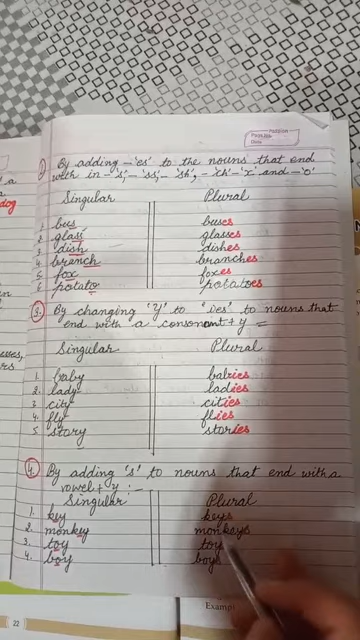 2 By adding -'es' to the nouns that end
with in -'s', -'ss', -'sh', -'ch' -'x' and -'o'
Singular Plural
1. bus buses
2. glass glasses
3. dish dishes
4. branch branches
5. fox foxes
6. potato potatoes
3. By changing 'y' to "ies" to nouns that
end with a consonant + y
Singular Plural
1. baby babies
2. lady ladies
3. city cities
4. fly flies
5. story stories
4. By adding 's' to nouns that end with a
vowel + y :-
Singular Plural
1. key keys
2. monkey monkeys
3. toy toys
4. boy boys
dog
22